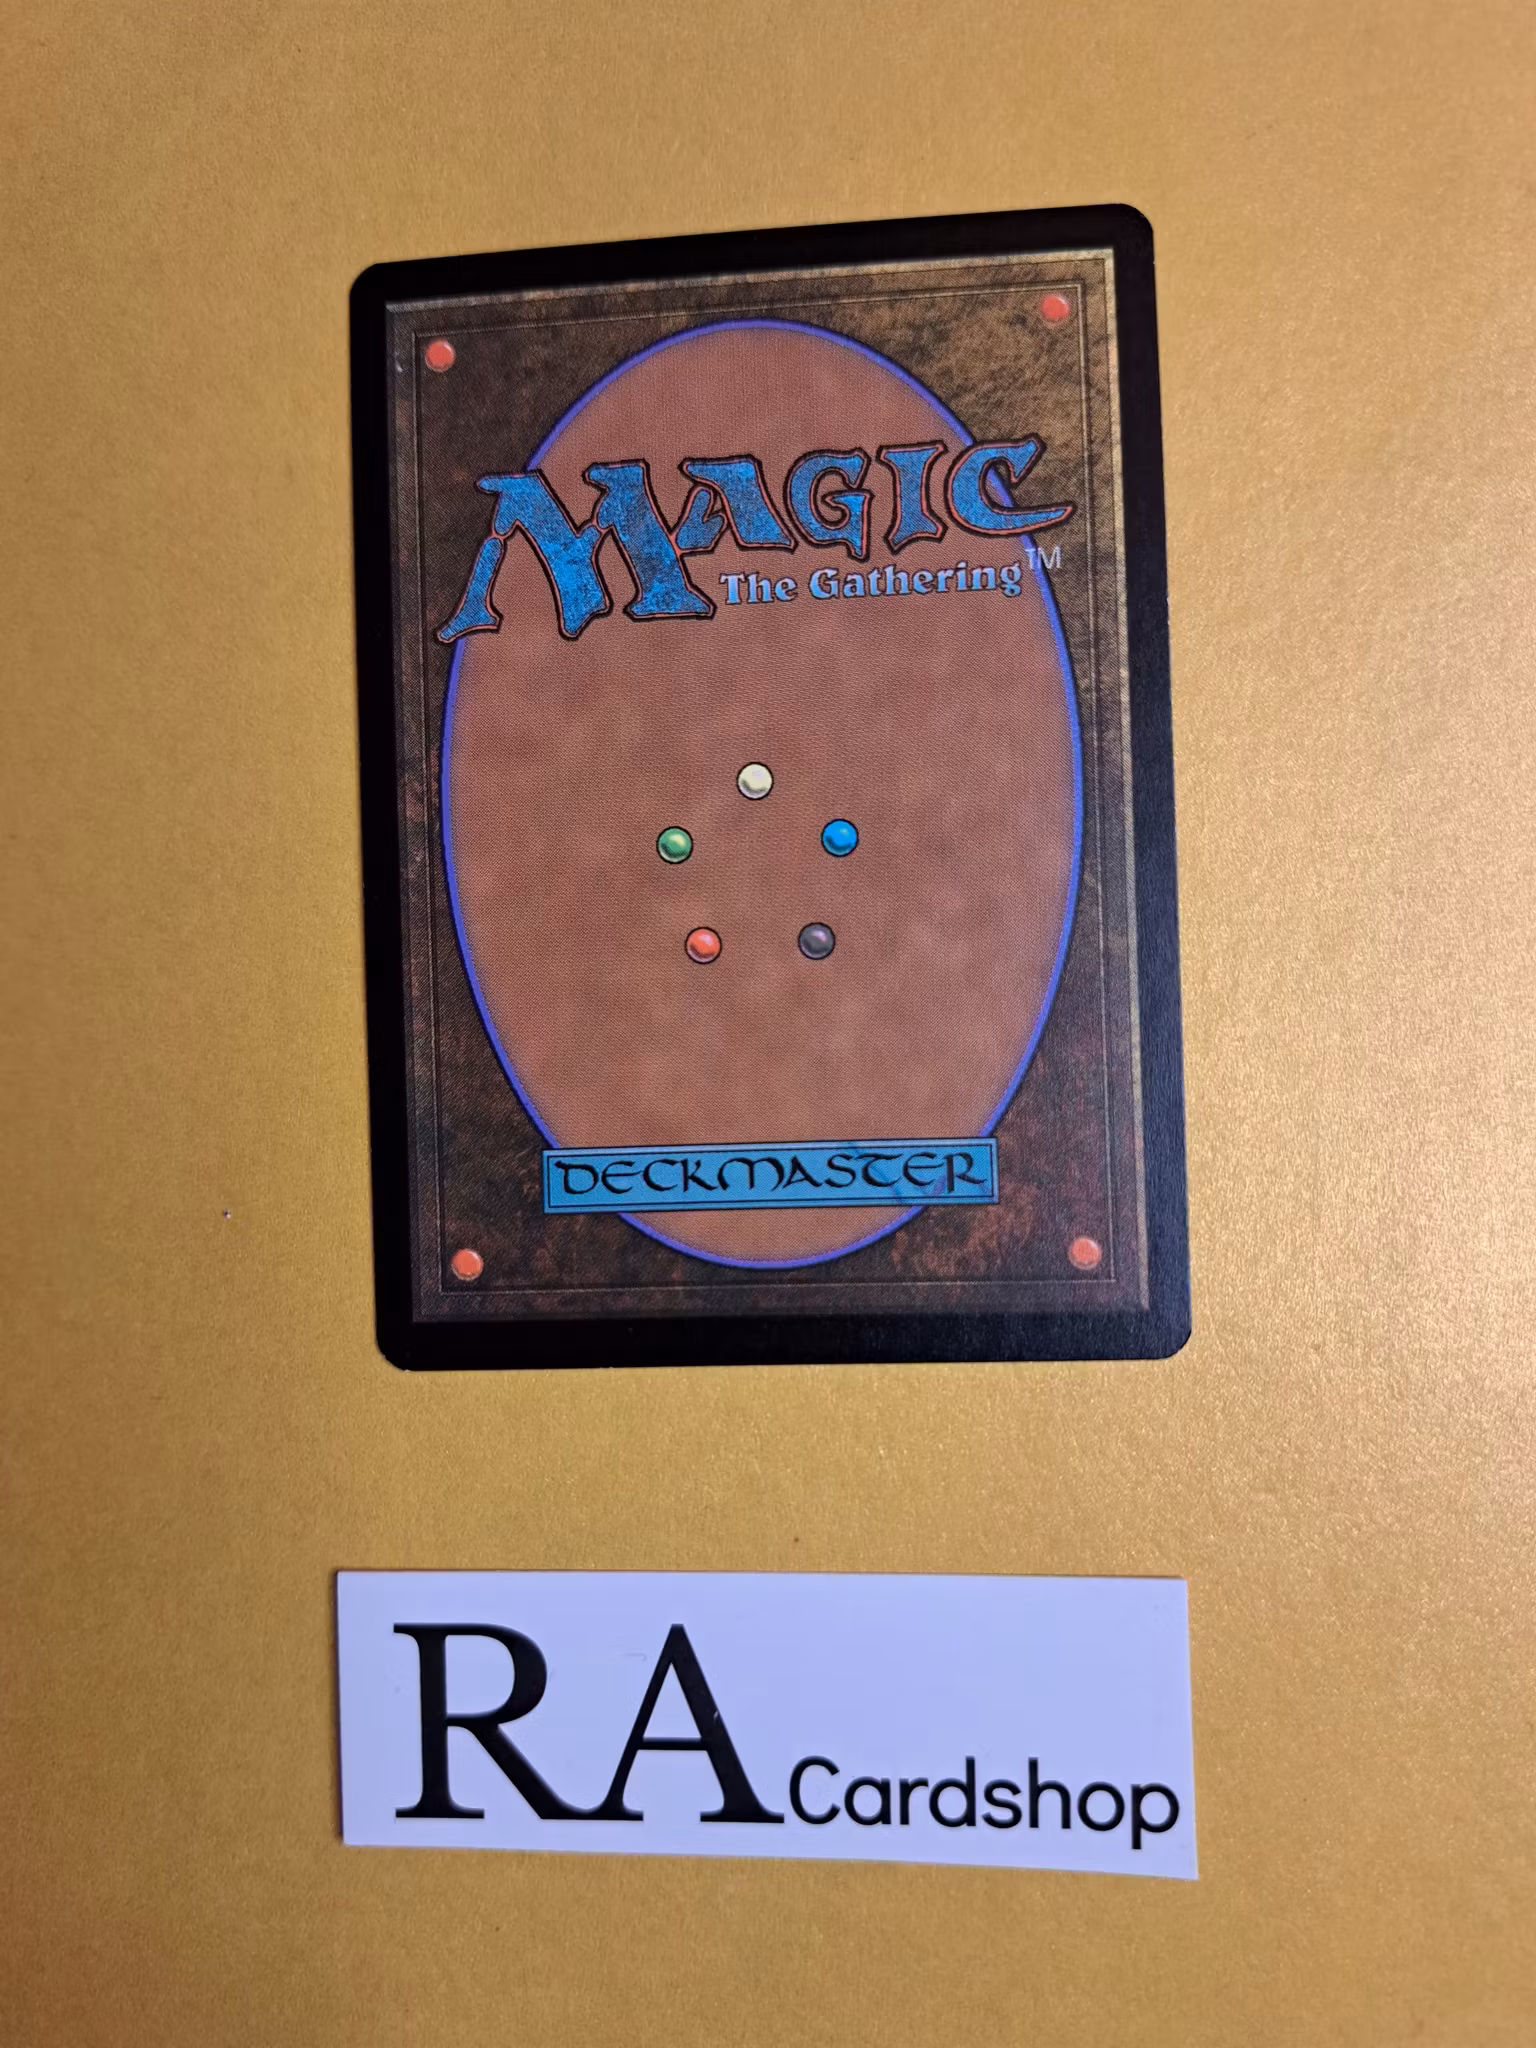 MAGIC
The Gathering™
DECKMASTER
RA Cardshop